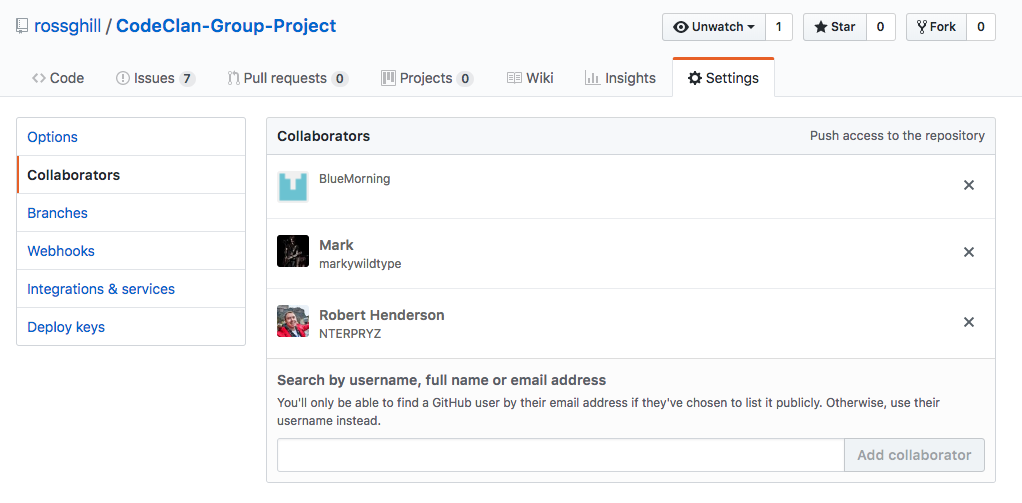 rossghill / CodeClan-Group-Project
Unwatch 1 Star 0 Fork 0
Code Issues 7 Pull requests 0 Projects 0 Wiki Insights Settings
Options
Collaborators
Branches
Webhooks
Integrations & services
Deploy keys
Collaborators Push access to the repository
BlueMorning
Mark
markywildtype
Robert Henderson
NTERPRYZ
Search by username, full name or email address
You'll only be able to find a GitHub user by their email address if they've chosen to list it publicly. Otherwise, use their
username instead.
Add collaborator